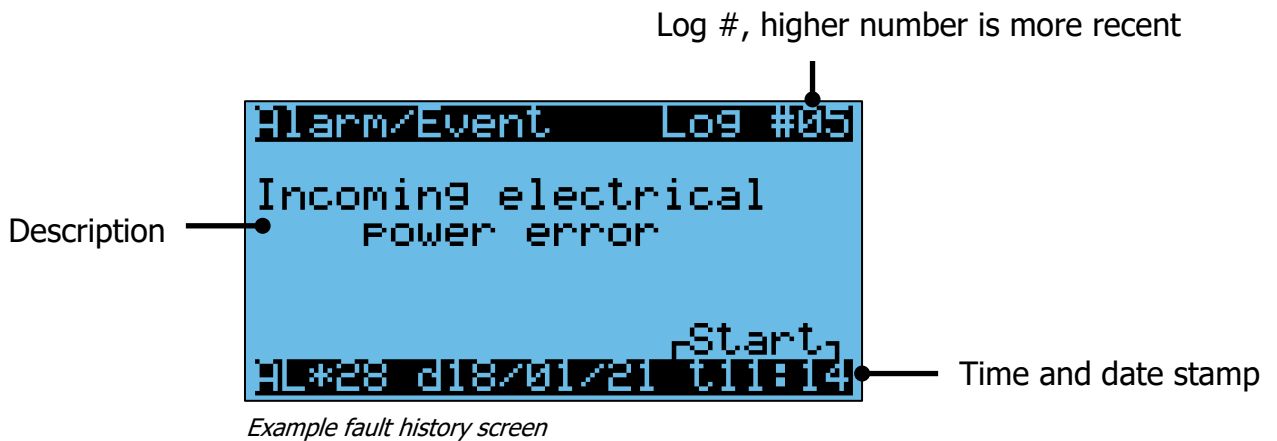 Log #, higher number is more recent
Alarm/Event Log #05
Incoming electrical
power error
Description
Start
AL*28 d18/01/21 t11:14
Time and date stamp
Example fault history screen